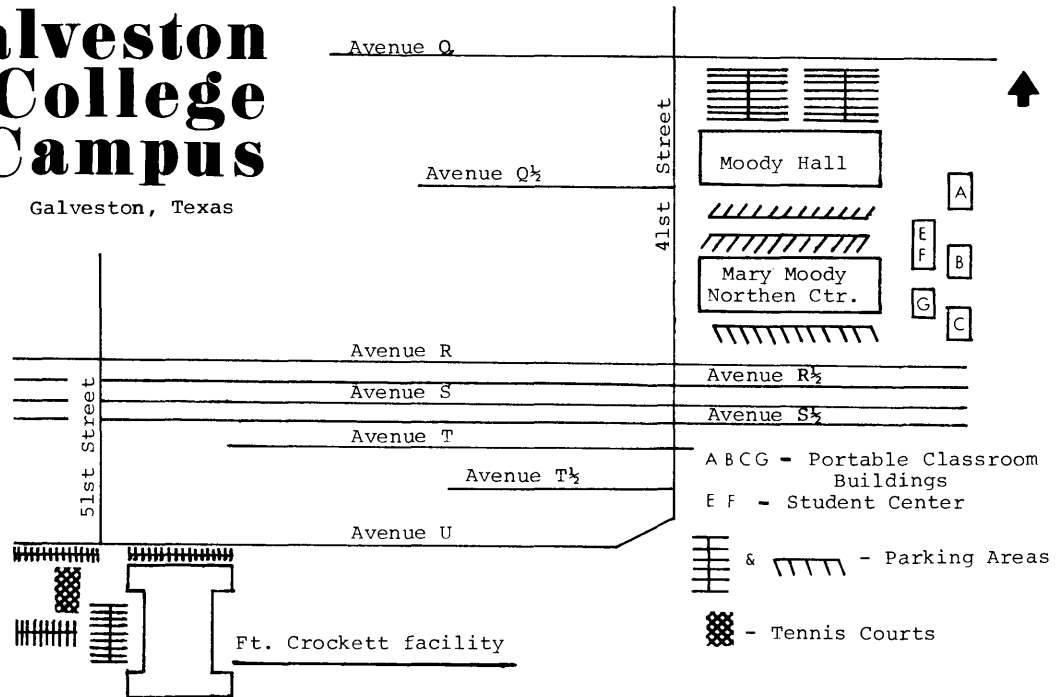 alveston
College
Campus
Galveston, Texas
Avenue Q
41st Street
Moody Hall
Avenue Q½
A
E
F
B
Mary Moody
Northen Ctr.
G
C
Avenue R
Avenue R½
Avenue S
Avenue S½
51st Street
Avenue T
A B C G - Portable Classroom
Buildings
Avenue T½
E F - Student Center
Avenue U
& - Parking Areas
- Tennis Courts
Ft. Crockett facility